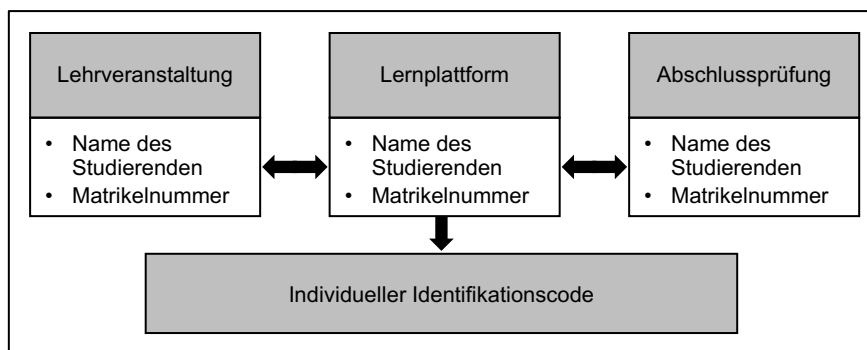 Lehrveranstaltung
• Name des
Studierenden
• Matrikelnummer
Lernplattform
• Name des
Studierenden
• Matrikelnummer
Abschlussprüfung
• Name des
Studierenden
• Matrikelnummer
Individueller Identifikationscode